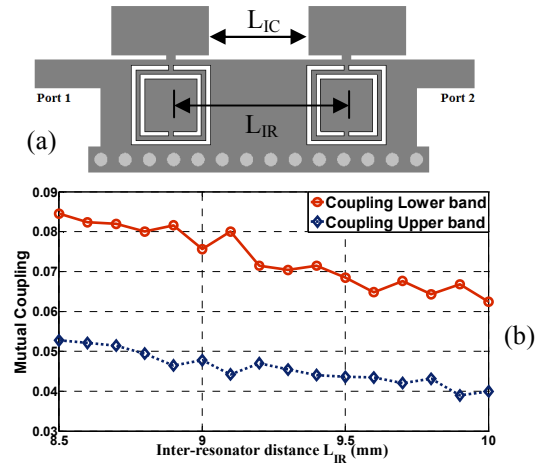 (a)
L_IC
Port 1
Port 2
L_IR
(b)
Coupling Lower band
Coupling Upper band
Mutual Coupling
0.09
0.08
0.07
0.06
0.05
0.04
0.03
8.5
9
9.5
10
Inter-resonator distance L_IR (mm)